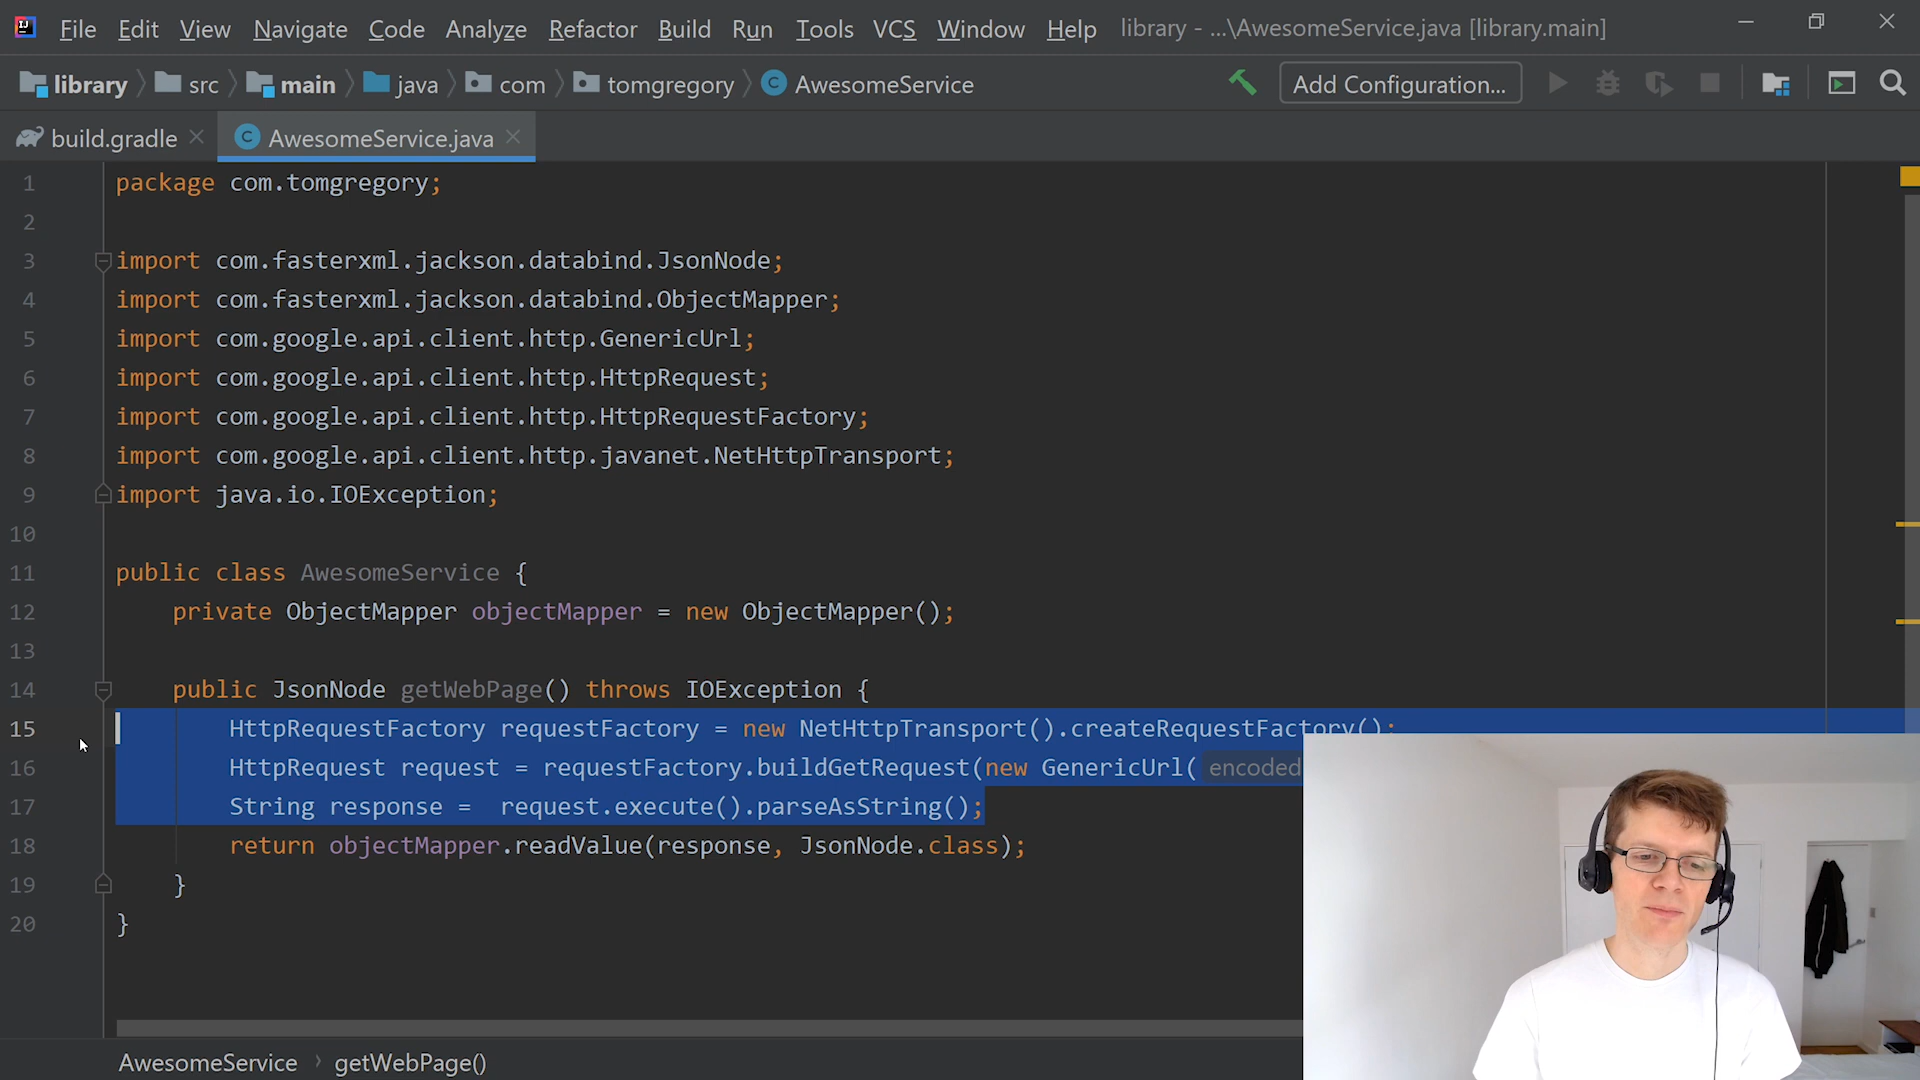 File Edit View Navigate Code Analyze Refactor Build Run Tools VCS Window Help library - ...\AwesomeService.java [library.main]
library src main java com tomgregory AwesomeService Add Configuration...
build.gradle AwesomeService.java
1 package com.tomgregory;
2
3 import com.fasterxml.jackson.databind.JsonNode;
4 import com.fasterxml.jackson.databind.ObjectMapper;
5 import com.google.api.client.http.GenericUrl;
6 import com.google.api.client.http.HttpRequest;
7 import com.google.api.client.http.HttpRequestFactory;
8 import com.google.api.client.http.javanet.NetHttpTransport;
9 import java.io.IOException;
10
11 public class AwesomeService {
12 private ObjectMapper objectMapper = new ObjectMapper();
13
14 public JsonNode getWebPage() throws IOException {
15 HttpRequestFactory requestFactory = new NetHttpTransport().createRequestFactory();
16 HttpRequest request = requestFactory.buildGetRequest(new GenericUrl( encoded
17 String response = request.execute().parseAsString();
18 return objectMapper.readValue(response, JsonNode.class);
19 }
20 }
AwesomeService › getWebPage()